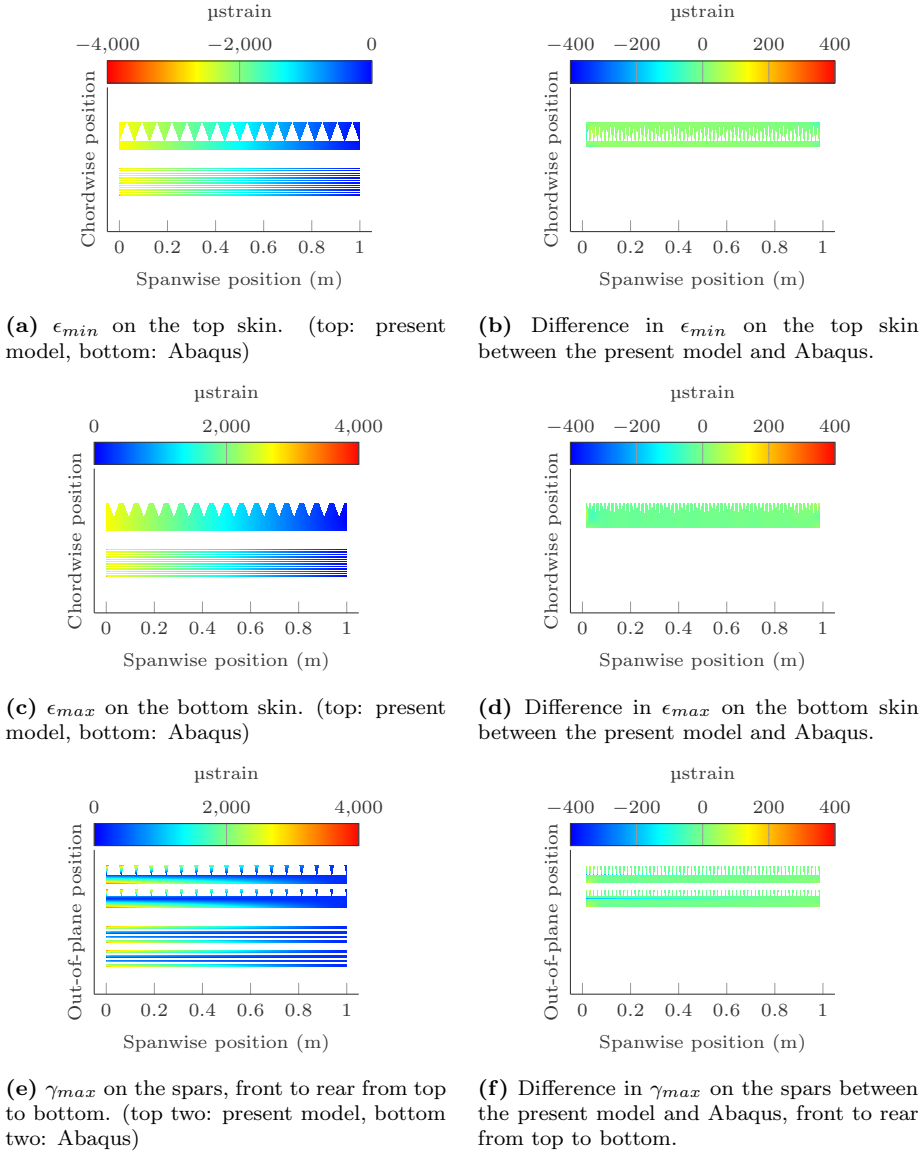 µstrain
−4,000 −2,000 0
Chordwise position
0 0.2 0.4 0.6 0.8 1
Spanwise position (m)
(a) ϵmin on the top skin. (top: present
model, bottom: Abaqus)
µstrain
−400 −200 0 200 400
Chordwise position
0 0.2 0.4 0.6 0.8 1
Spanwise position (m)
(b) Difference in ϵmin on the top skin
between the present model and Abaqus.
µstrain
0 2,000 4,000
Chordwise position
0 0.2 0.4 0.6 0.8 1
Spanwise position (m)
(c) ϵmax on the bottom skin. (top: present
model, bottom: Abaqus)
µstrain
−400 −200 0 200 400
Chordwise position
0 0.2 0.4 0.6 0.8 1
Spanwise position (m)
(d) Difference in ϵmax on the bottom skin
between the present model and Abaqus.
µstrain
0 2,000 4,000
Out-of-plane position
0 0.2 0.4 0.6 0.8 1
Spanwise position (m)
(e) γmax on the spars, front to rear from top
to bottom. (top two: present model, bottom
two: Abaqus)
µstrain
−400 −200 0 200 400
Out-of-plane position
0 0.2 0.4 0.6 0.8 1
Spanwise position (m)
(f) Difference in γmax on the spars between
the present model and Abaqus, front to rear
from top to bottom.